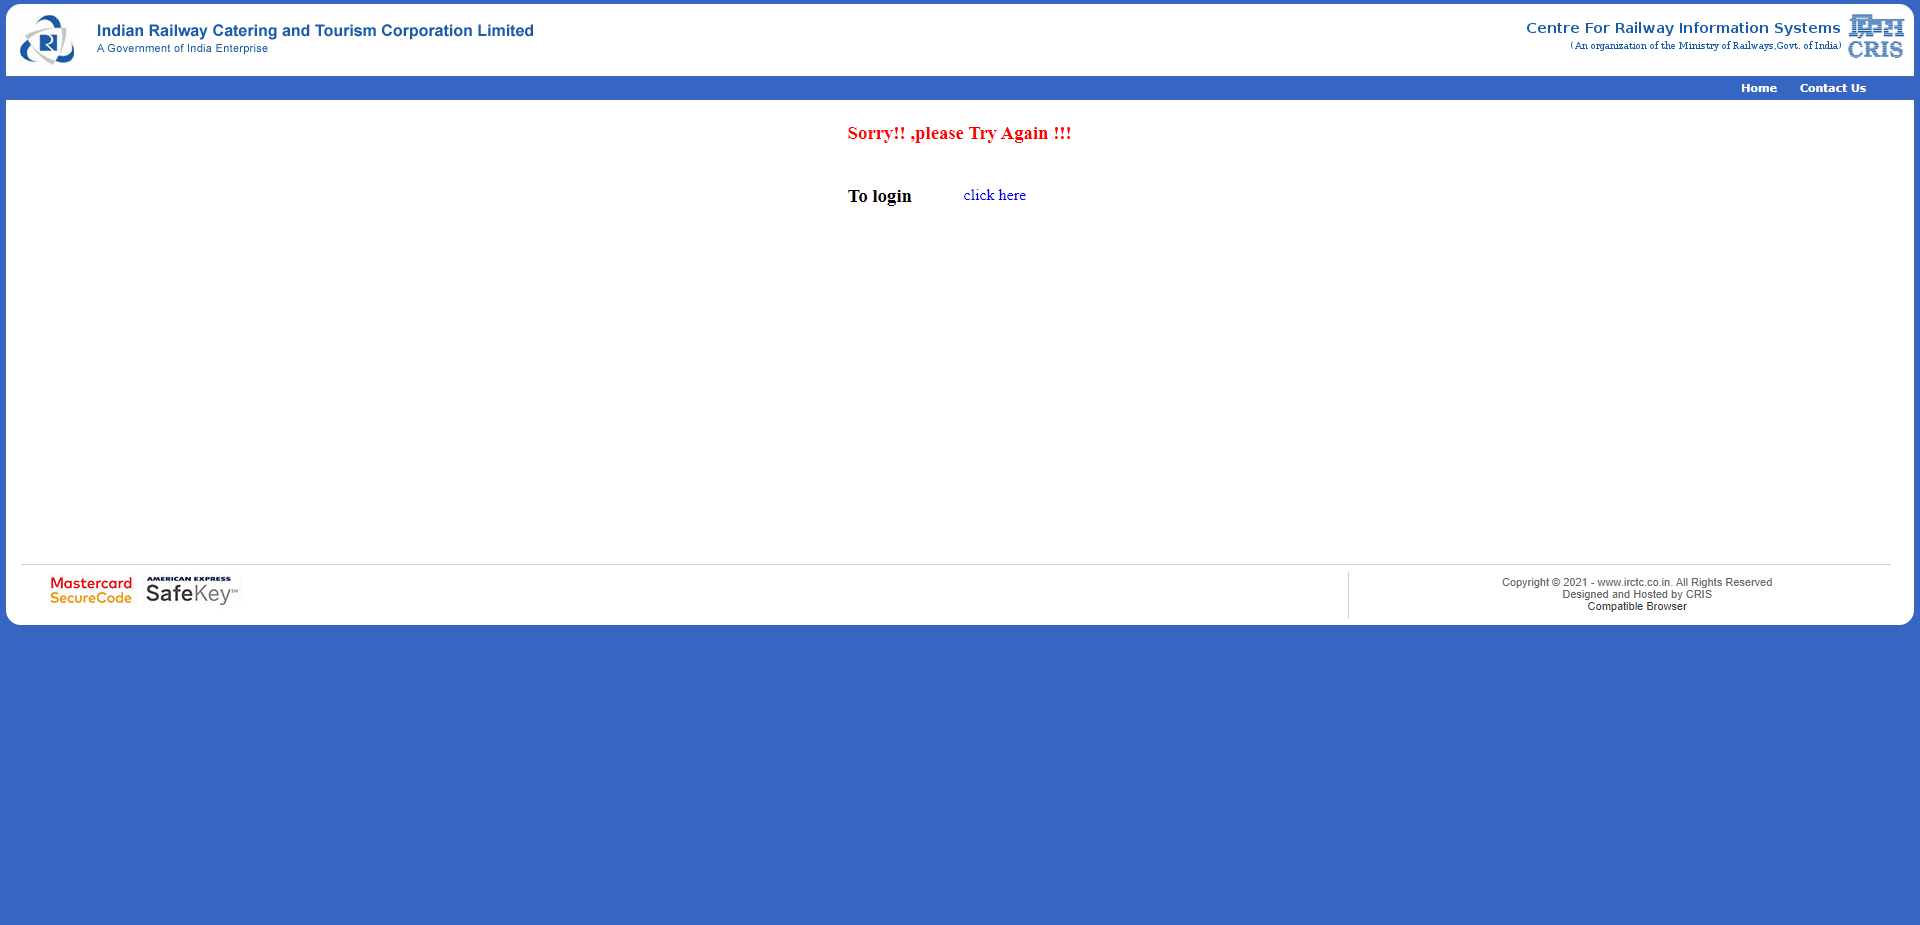 Indian Railway Catering and Tourism Corporation Limited
A Government of India Enterprise
Centre For Railway Information Systems
(An organization of the Ministry of Railways,Govt. of India)
CRIS
Home
Contact Us
Sorry!! ,please Try Again !!!
To login
click here
Mastercard
SecureCode
AMERICAN EXPRESS
SafeKey℠
Copyright © 2021 - www.irctc.co.in. All Rights Reserved
Designed and Hosted by CRIS
Compatible Browser